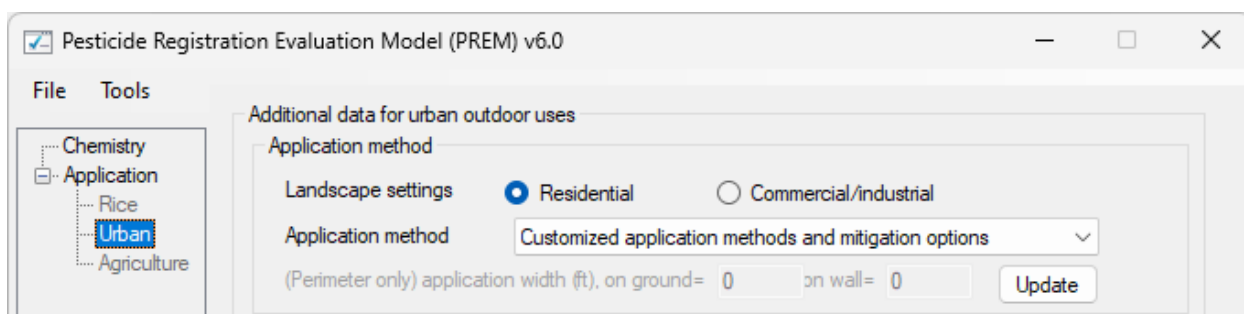 Pesticide Registration Evaluation Model (PREM) v6.0
File Tools
Chemistry
Application
Rice
Urban
Agriculture
Additional data for urban outdoor uses
Application method
Landscape settings Residential Commercial/industrial
Application method Customized application methods and mitigation options
(Perimeter only) application width (ft), on ground= 0 on wall= 0 Update